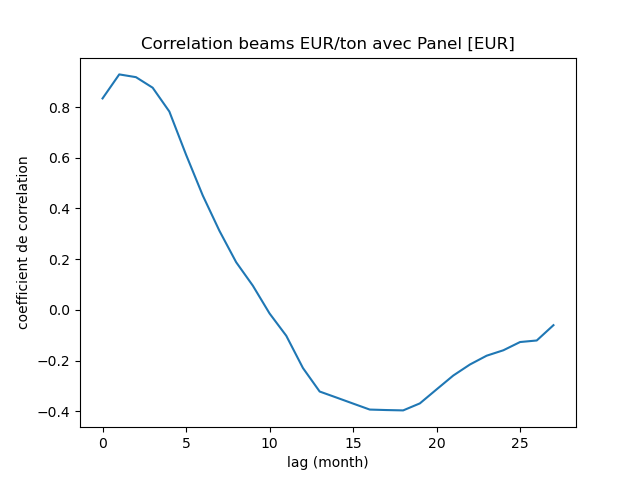 Correlation beams EUR/ton avec Panel [EUR]
coefficient de correlation
0.8
0.6
0.4
0.2
0.0
−0.2
−0.4
0 5 10 15 20 25
lag (month)